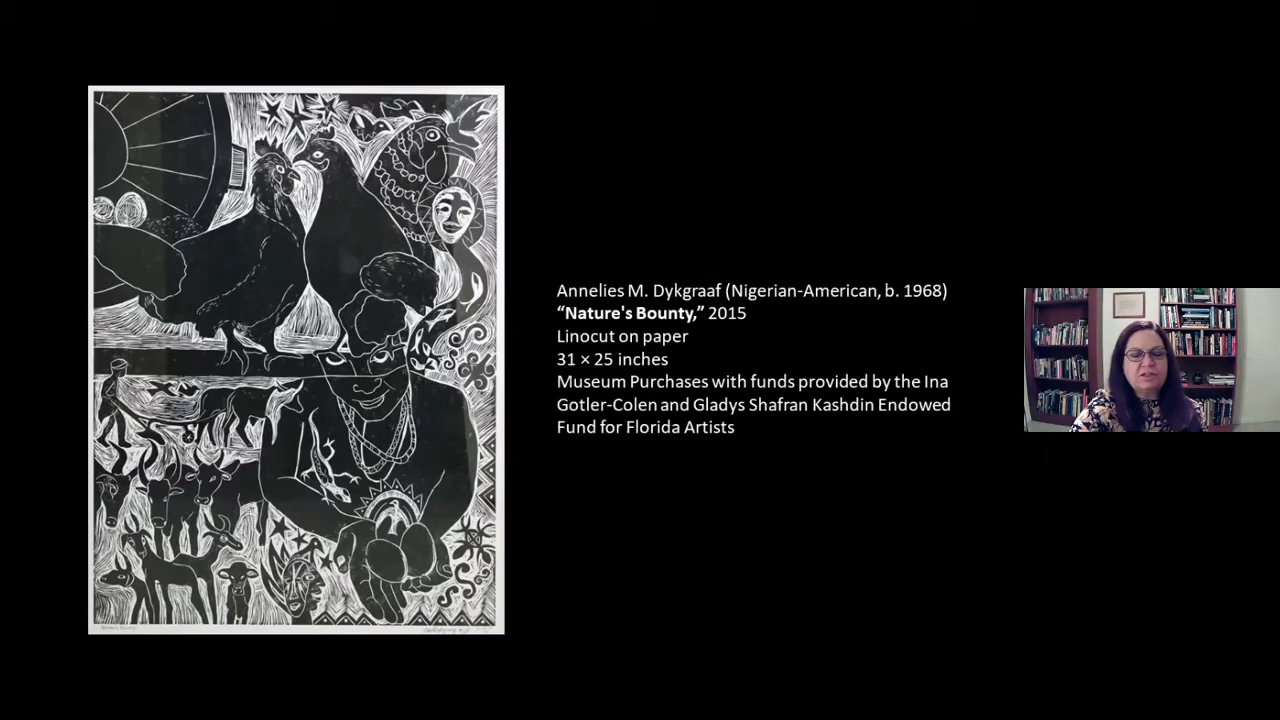 Annelies M. Dykgraaf (Nigerian-American, b. 1968)
“Nature's Bounty,” 2015
Linocut on paper
31 × 25 inches
Museum Purchases with funds provided by the Ina
Gotler-Colen and Gladys Shafran Kashdin Endowed
Fund for Florida Artists